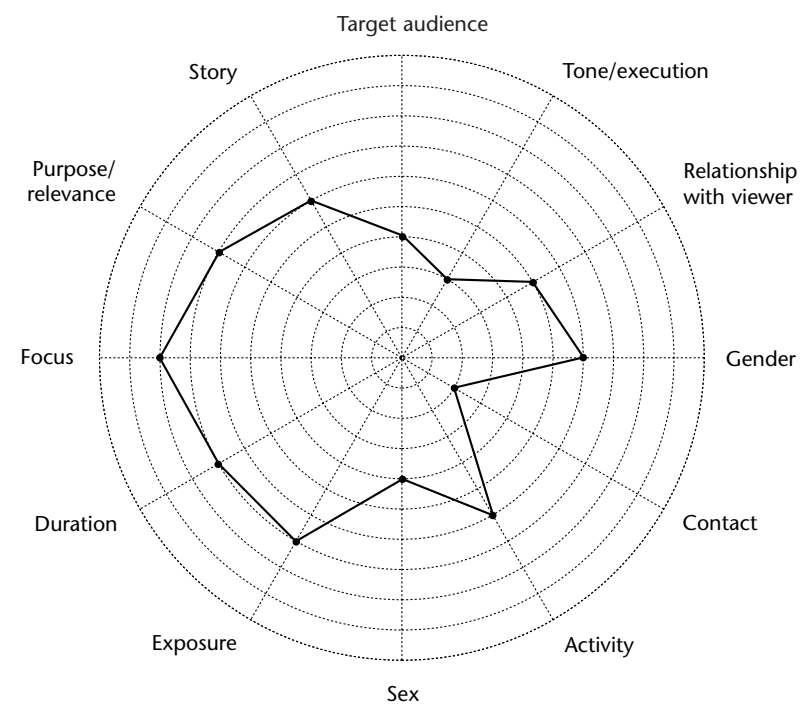 Target audience
Story
Tone/execution
Purpose/
relevance
Relationship
with viewer
Focus
Gender
Duration
Contact
Exposure
Activity
Sex